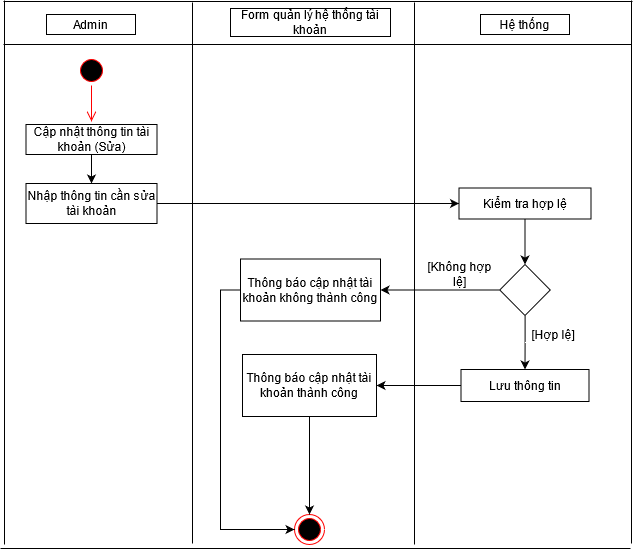 Admin
Form quản lý hệ thống tài
khoản
Hệ thống
Cập nhật thông tin tài
khoản (Sửa)
Nhập thông tin cần sửa
tài khoản
Kiểm tra hợp lệ
[Không hợp
lệ]
Thông báo cập nhật tài
khoản không thành công
[Hợp lệ]
Thông báo cập nhật tài
khoản thành công
Lưu thông tin